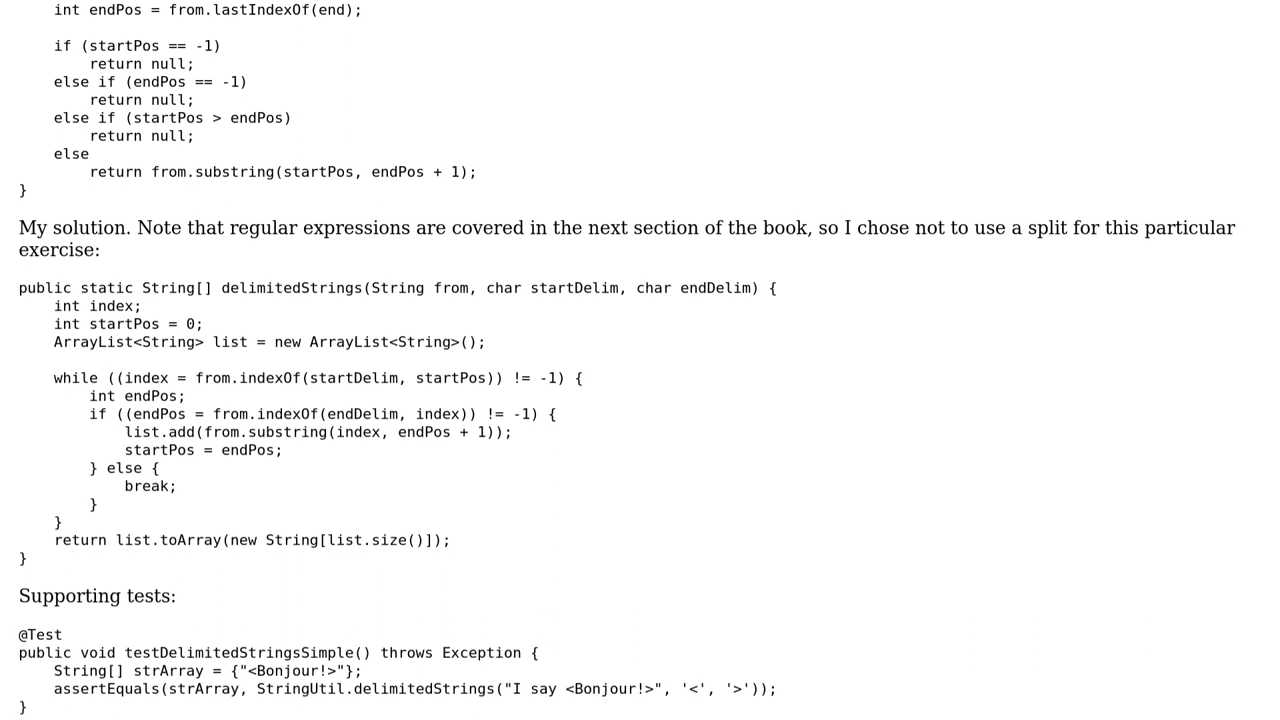 int endPos = from.lastIndexOf(end);

    if (startPos == -1)
        return null;
    else if (endPos == -1)
        return null;
    else if (startPos > endPos)
        return null;
    else
        return from.substring(startPos, endPos + 1);
}
My solution. Note that regular expressions are covered in the next section of the book, so I chose not to use a split for this particular
exercise:
public static String[] delimitedStrings(String from, char startDelim, char endDelim) {
    int index;
    int startPos = 0;
    ArrayList<String> list = new ArrayList<String>();

    while ((index = from.indexOf(startDelim, startPos)) != -1) {
        int endPos;
        if ((endPos = from.indexOf(endDelim, index)) != -1) {
            list.add(from.substring(index, endPos + 1));
            startPos = endPos;
        } else {
            break;
        }
    }
    return list.toArray(new String[list.size()]);
}
Supporting tests:
@Test
public void testDelimitedStringsSimple() throws Exception {
    String[] strArray = {"<Bonjour!>"};
    assertEquals(strArray, StringUtil.delimitedStrings("I say <Bonjour!>", '<', '>'));
}